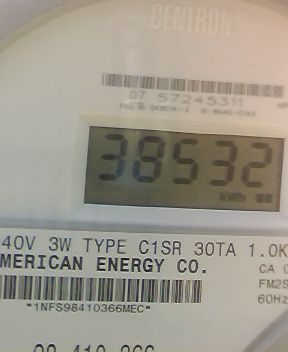 CENTRON
07 57245311
38532
kWh
40V 3W TYPE C1SR 30TA 1.0K
MERICAN ENERGY CO.
CA
FM2S
60Hz
*1NFS98410366MEC*